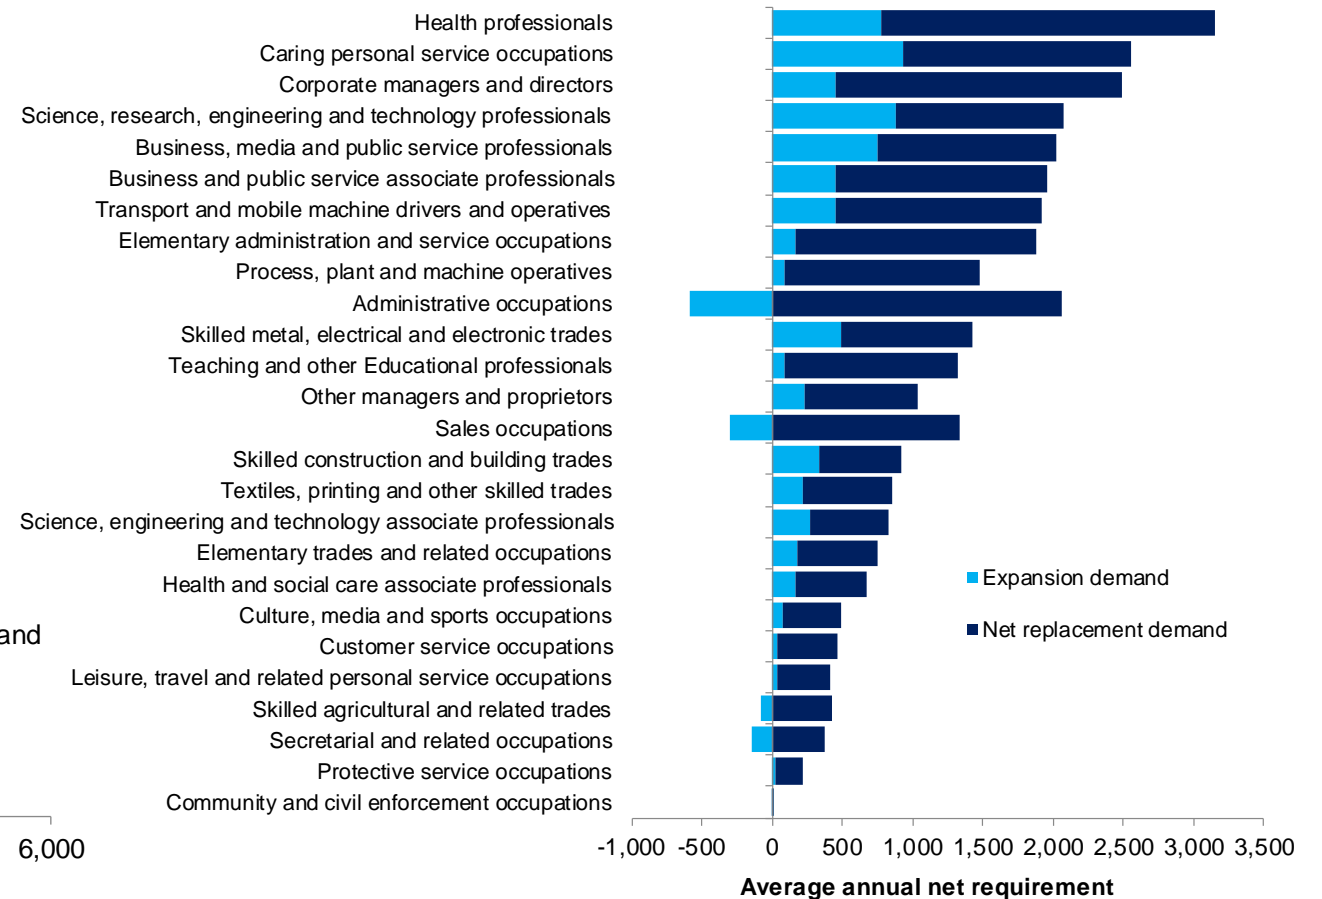 Health professionals
Caring personal service occupations
Corporate managers and directors
Science, research, engineering and technology professionals
Business, media and public service professionals
Business and public service associate professionals
Transport and mobile machine drivers and operatives
Elementary administration and service occupations
Process, plant and machine operatives
Administrative occupations
Skilled metal, electrical and electronic trades
Teaching and other Educational professionals
Other managers and proprietors
Sales occupations
Skilled construction and building trades
Textiles, printing and other skilled trades
Science, engineering and technology associate professionals
Elementary trades and related occupations
Health and social care associate professionals
Culture, media and sports occupations
Customer service occupations
Leisure, travel and related personal service occupations
Skilled agricultural and related trades
Secretarial and related occupations
Protective service occupations
Community and civil enforcement occupations
Expansion demand
Net replacement demand
and
6,000
-1,000 -500 0 500 1,000 1,500 2,000 2,500 3,000 3,500
Average annual net requirement